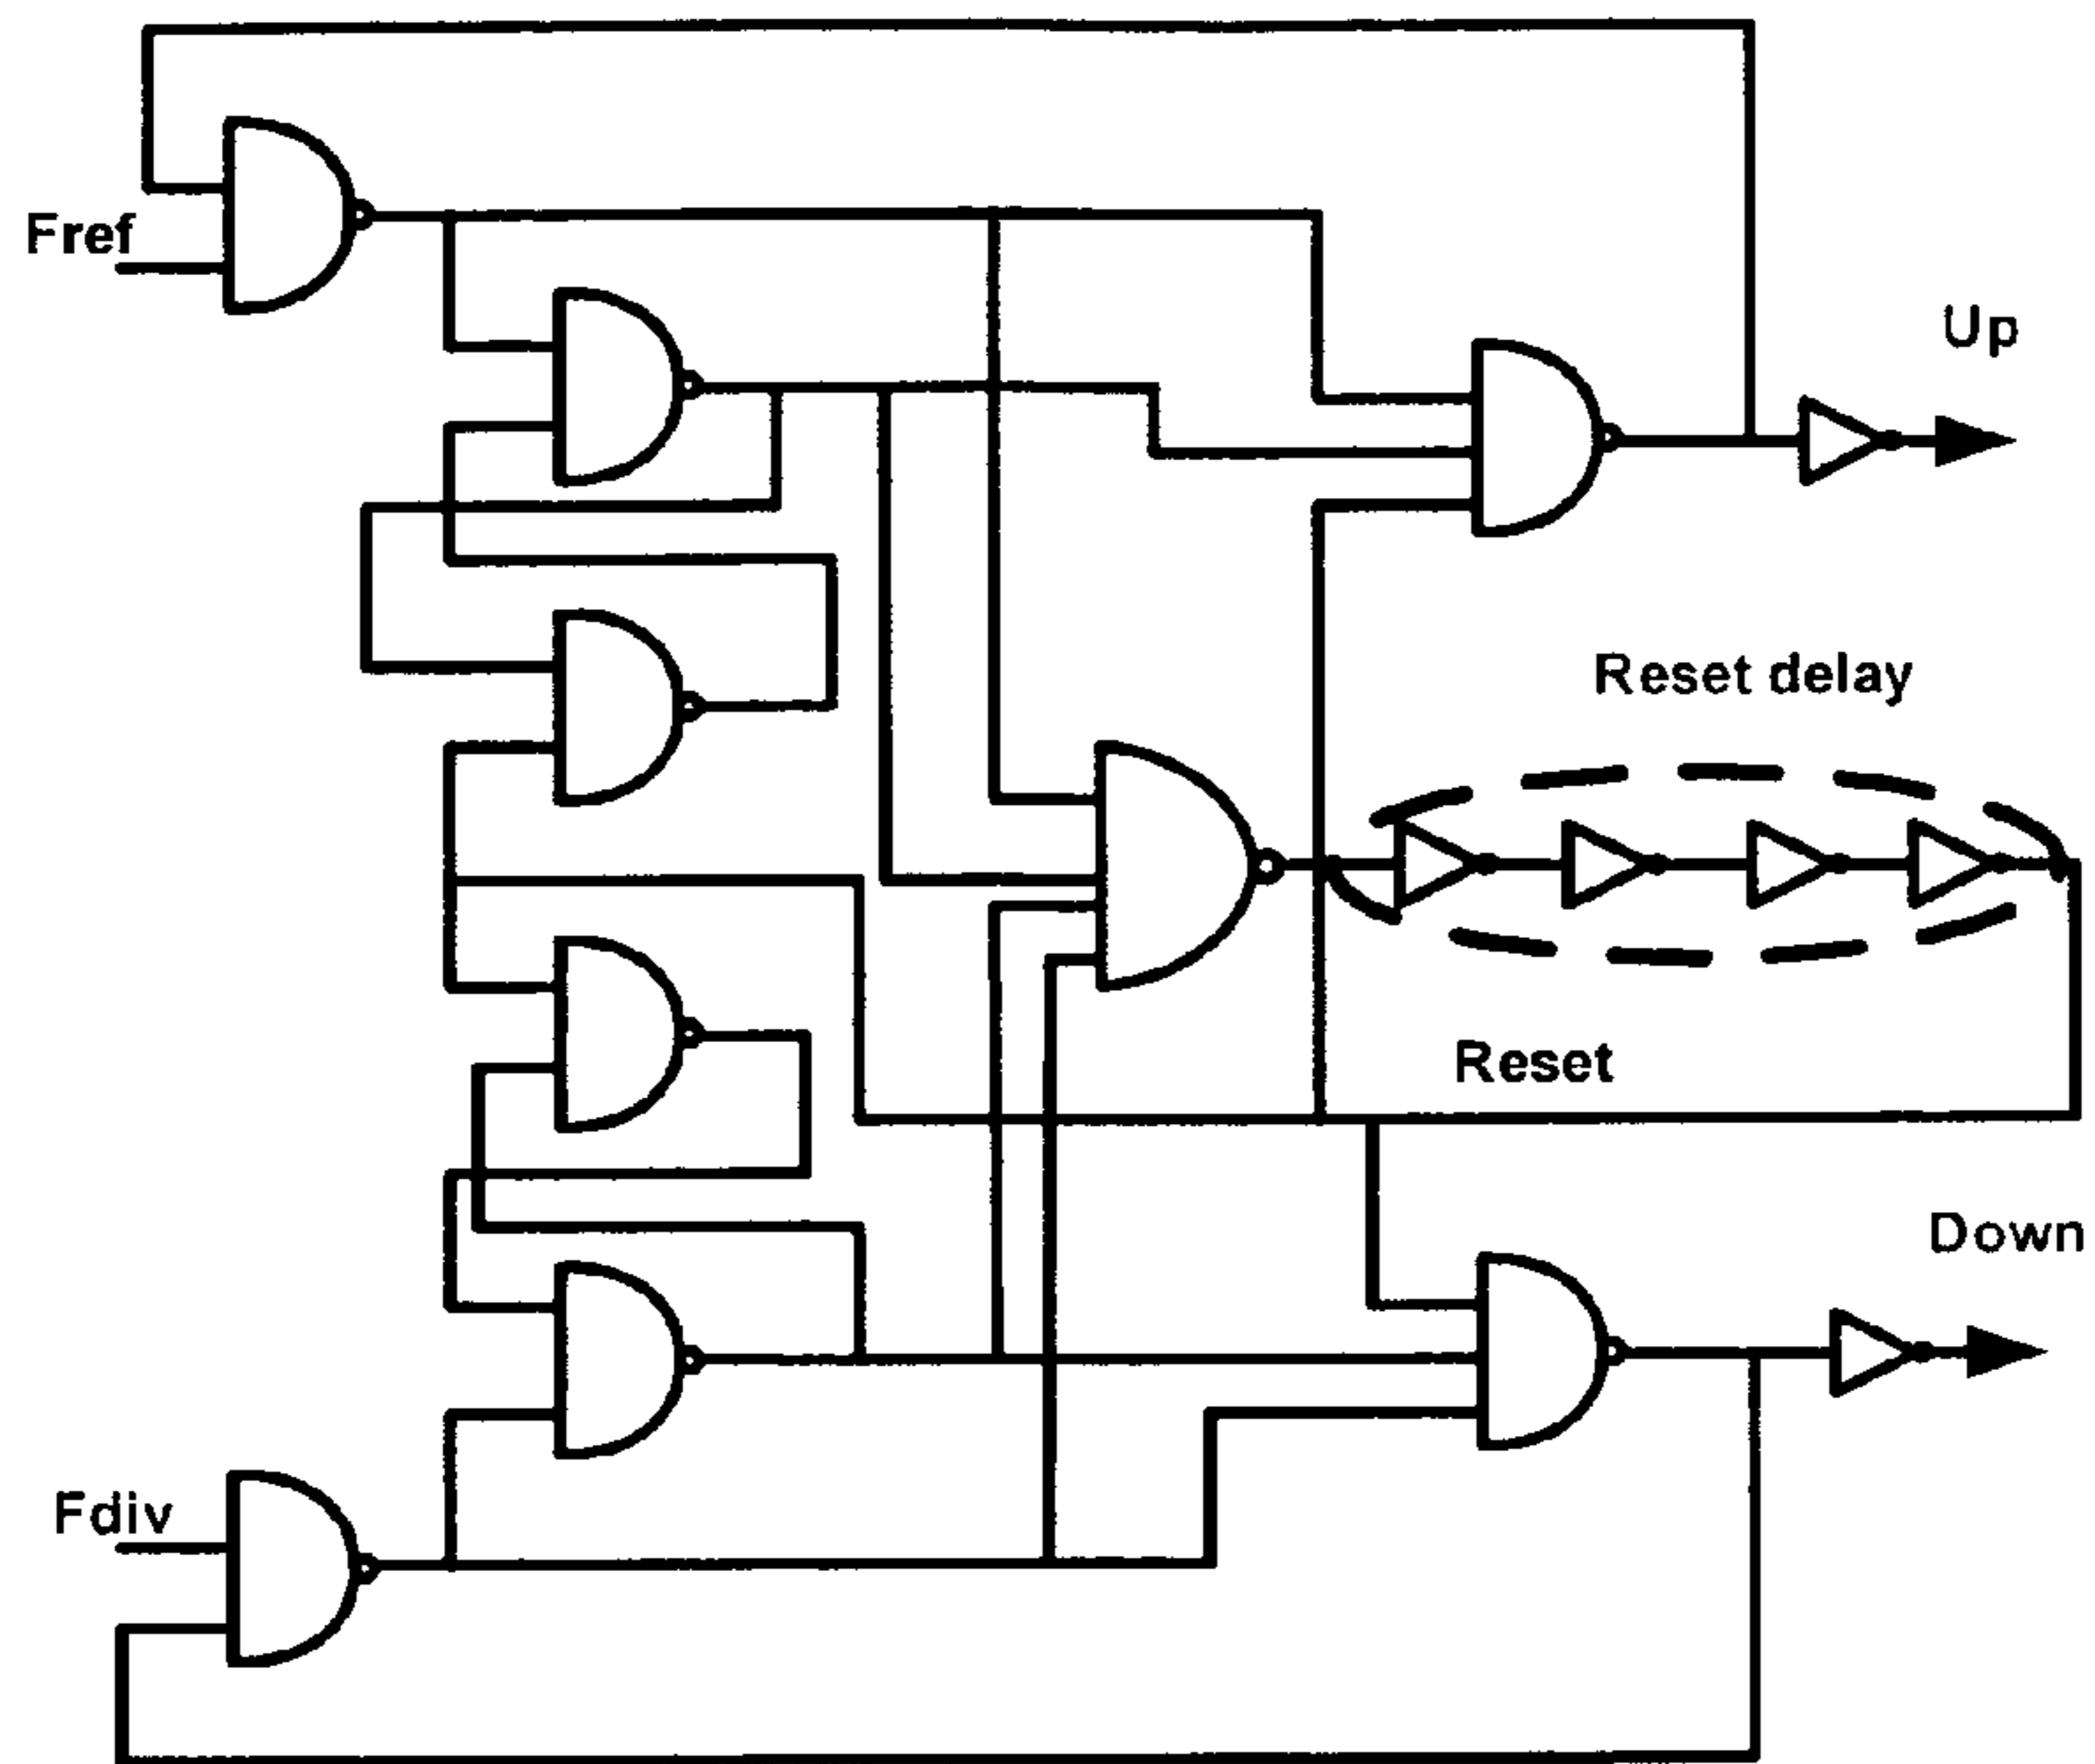 Fref
Up
Reset delay
Reset
Down
Fdiv